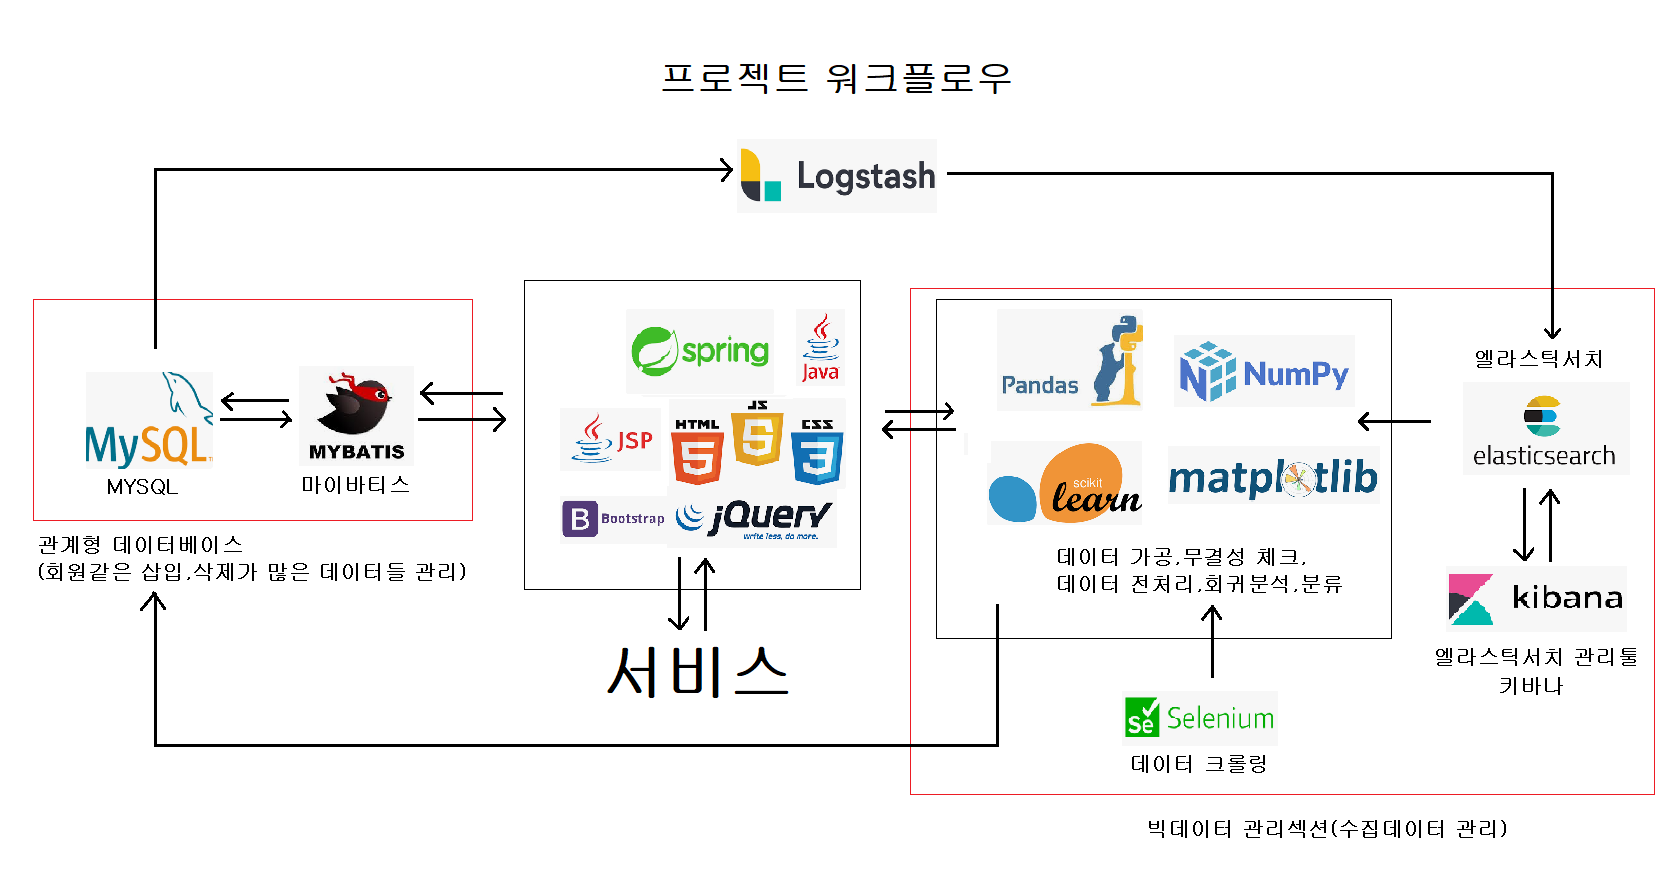 프로젝트 워크플로우
Logstash
MySQL
MYSQL
MYBATIS
마이바티스
관계형 데이터베이스
(회원같은 삽입,삭제가 많은 데이터들 관리)
spring
Java
JSP
HTML
5
JS
5
CSS
3
B Bootstrap
jQuery
write less, do more.
서비스
Pandas
NumPy
scikit
learn
matplotlib
데이터 가공,무결성 체크,
데이터 전처리,회귀분석,분류
Se Selenium
데이터 크롤링
엘라스틱서치
elasticsearch
kibana
엘라스틱서치 관리툴
키바나
빅데이터 관리섹션(수집데이터 관리)